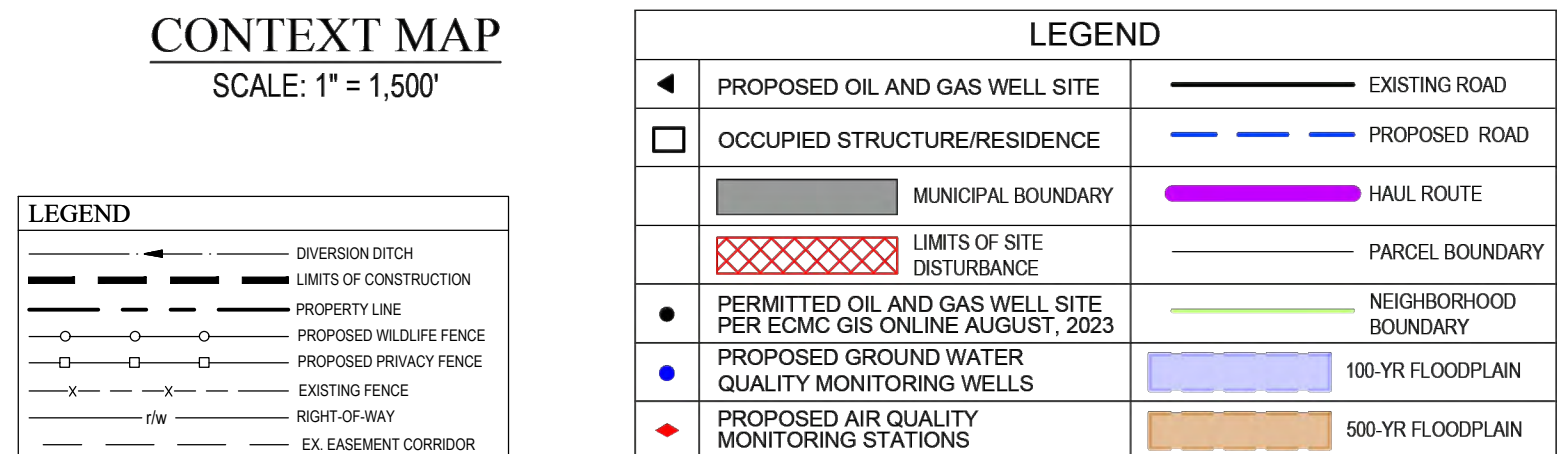 CONTEXT MAP
SCALE: 1" = 1,500'
LEGEND
DIVERSION DITCH
LIMITS OF CONSTRUCTION
PROPERTY LINE
PROPOSED WILDLIFE FENCE
PROPOSED PRIVACY FENCE
x x EXISTING FENCE
r/w RIGHT-OF-WAY
EX. EASEMENT CORRIDOR
LEGEND
PROPOSED OIL AND GAS WELL SITE
EXISTING ROAD
OCCUPIED STRUCTURE/RESIDENCE
PROPOSED ROAD
MUNICIPAL BOUNDARY
HAUL ROUTE
LIMITS OF SITE
DISTURBANCE
PARCEL BOUNDARY
PERMITTED OIL AND GAS WELL SITE
PER ECMC GIS ONLINE AUGUST, 2023
NEIGHBORHOOD
BOUNDARY
PROPOSED GROUND WATER
QUALITY MONITORING WELLS
100-YR FLOODPLAIN
PROPOSED AIR QUALITY
MONITORING STATIONS
500-YR FLOODPLAIN